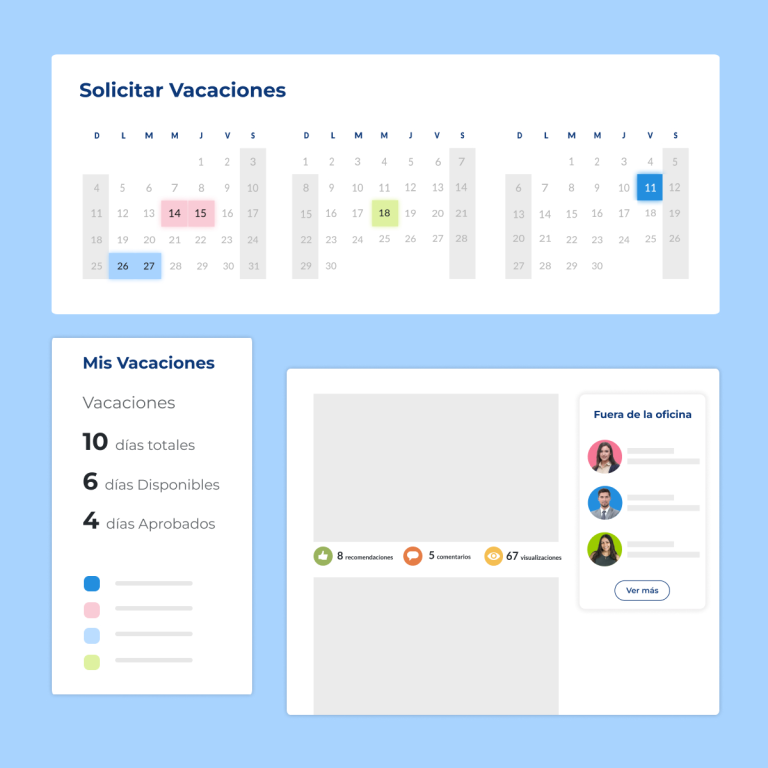 Solicitar Vacaciones
D L M M J V S D L M M J V S D L M M J V S
1 2 3 1 2 3 4 5 6 7 1 2 3 4 5
4 5 6 7 8 9 10 8 9 10 11 12 13 14 6 7 8 9 10 11 12
11 12 13 14 15 16 17 15 16 17 18 19 20 21 13 14 15 16 17 18 19
18 19 20 21 22 23 24 22 23 24 25 26 27 28 20 21 22 23 24 25 26
25 26 27 28 29 30 31 29 30 27 28 29 30
Mis Vacaciones
Vacaciones
10 días totales
6 días Disponibles
4 días Aprobados
Fuera de la oficina
8 recomendaciones 5 comentarios 67 visualizaciones
Ver más